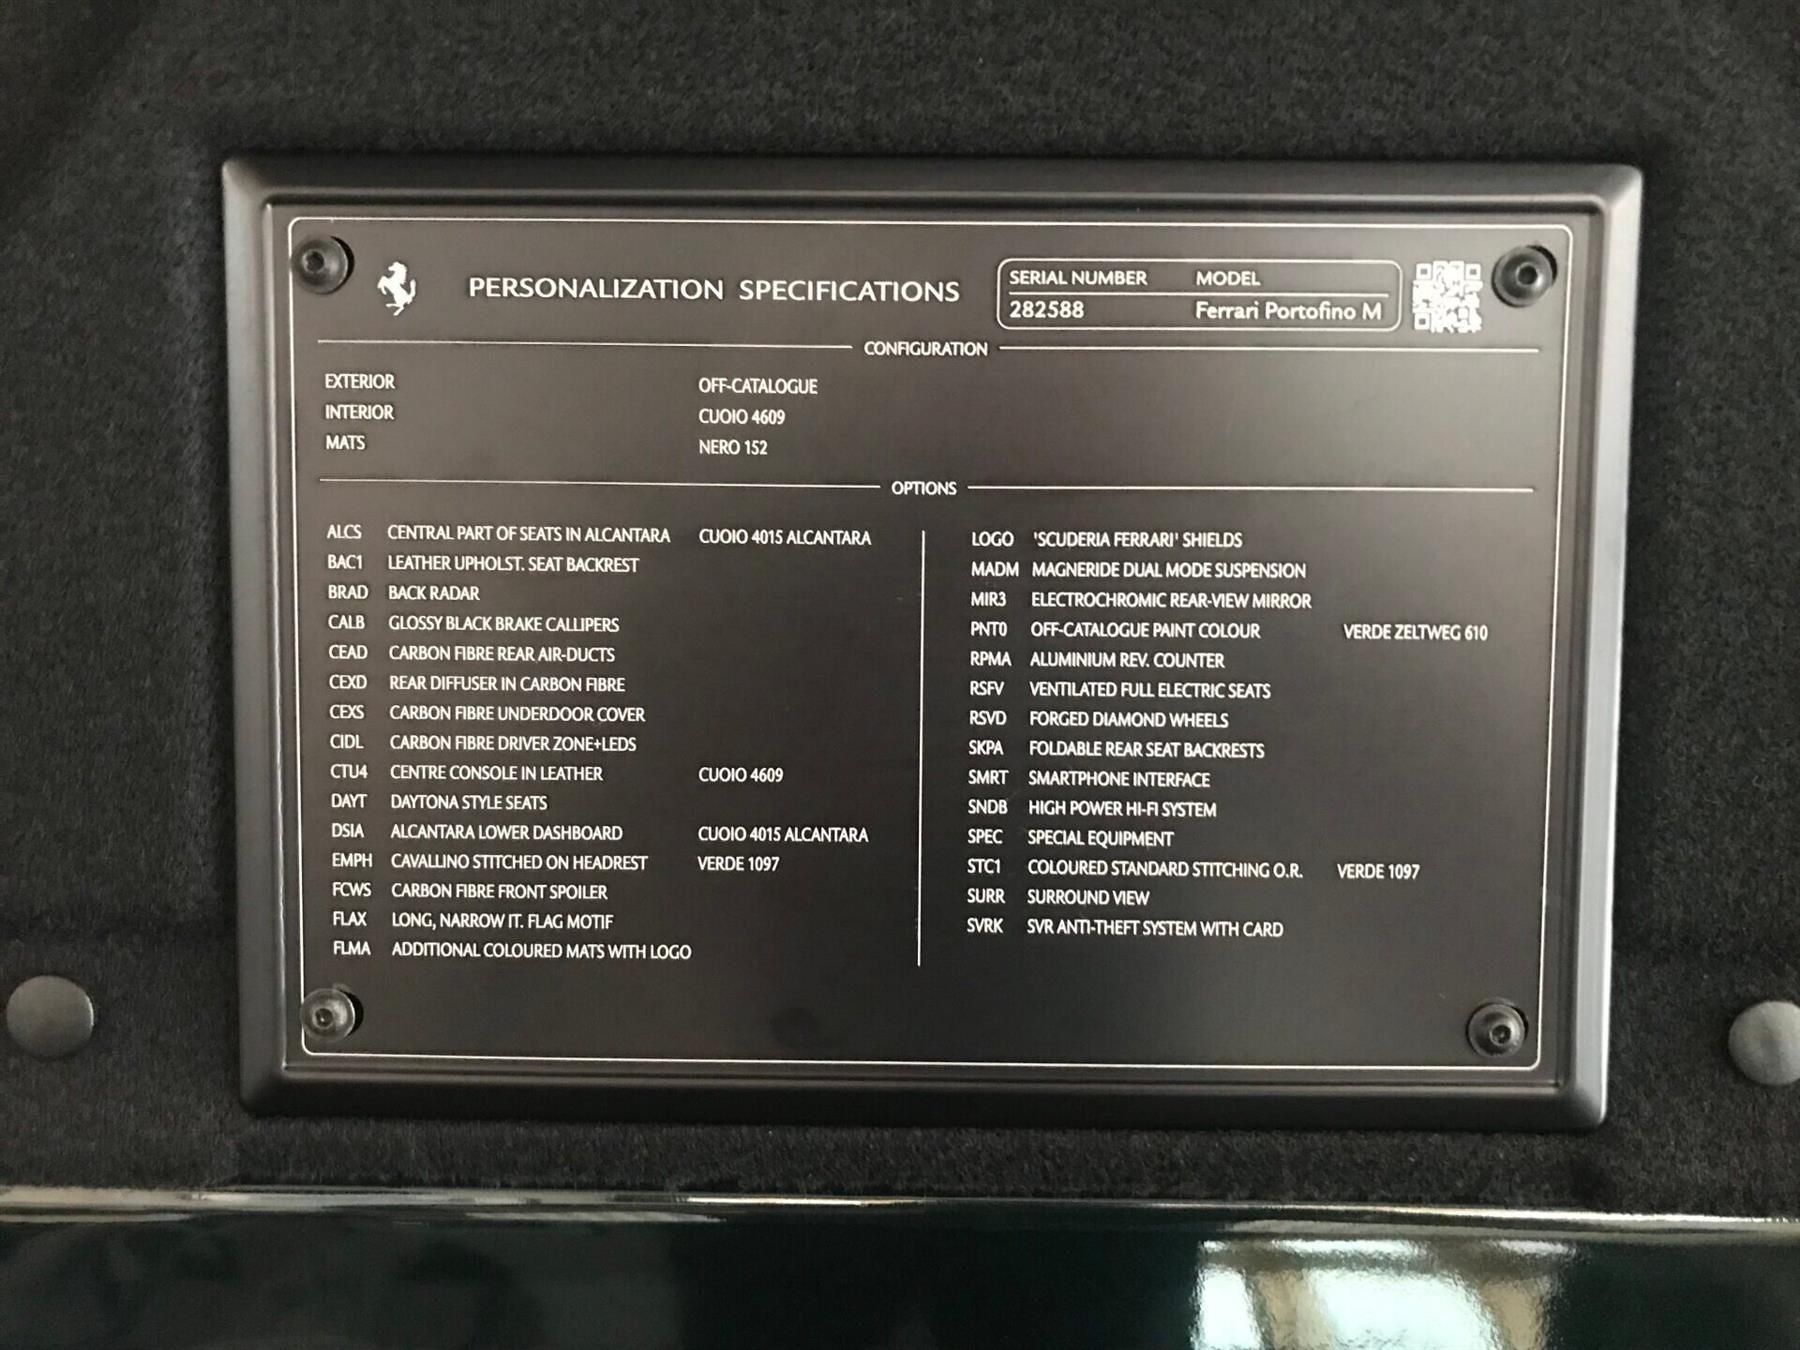 PERSONALIZATION SPECIFICATIONS
SERIAL NUMBER MODEL
282588 Ferrari Portofino M
CONFIGURATION
EXTERIOR OFF-CATALOGUE
INTERIOR CUOIO 4609
MATS NERO 152
OPTIONS
ALCS CENTRAL PART OF SEATS IN ALCANTARA CUOIO 4015 ALCANTARA
BAC1 LEATHER UPHOLST. SEAT BACKREST
BRAD BACK RADAR
CALB GLOSSY BLACK BRAKE CALLIPERS
CEAD CARBON FIBRE REAR AIR-DUCTS
CEXD REAR DIFFUSER IN CARBON FIBRE
CEXS CARBON FIBRE UNDERDOOR COVER
CIDL CARBON FIBRE DRIVER ZONE+LEDS
CTU4 CENTRE CONSOLE IN LEATHER CUOIO 4609
DAYT DAYTONA STYLE SEATS
DSIA ALCANTARA LOWER DASHBOARD CUOIO 4015 ALCANTARA
EMPH CAVALLINO STITCHED ON HEADREST VERDE 1097
FCWS CARBON FIBRE FRONT SPOILER
FLAX LONG, NARROW IT. FLAG MOTIF
FLMA ADDITIONAL COLOURED MATS WITH LOGO
LOGO 'SCUDERIA FERRARI' SHIELDS
MADM MAGNERIDE DUAL MODE SUSPENSION
MIR3 ELECTROCHROMIC REAR-VIEW MIRROR
PNT0 OFF-CATALOGUE PAINT COLOUR VERDE ZELTWEG 610
RPMA ALUMINIUM REV. COUNTER
RSFV VENTILATED FULL ELECTRIC SEATS
RSVD FORGED DIAMOND WHEELS
SKPA FOLDABLE REAR SEAT BACKRESTS
SMRT SMARTPHONE INTERFACE
SNDB HIGH POWER HI-FI SYSTEM
SPEC SPECIAL EQUIPMENT
STC1 COLOURED STANDARD STITCHING O.R. VERDE 1097
SURR SURROUND VIEW
SVRK SVR ANTI-THEFT SYSTEM WITH CARD